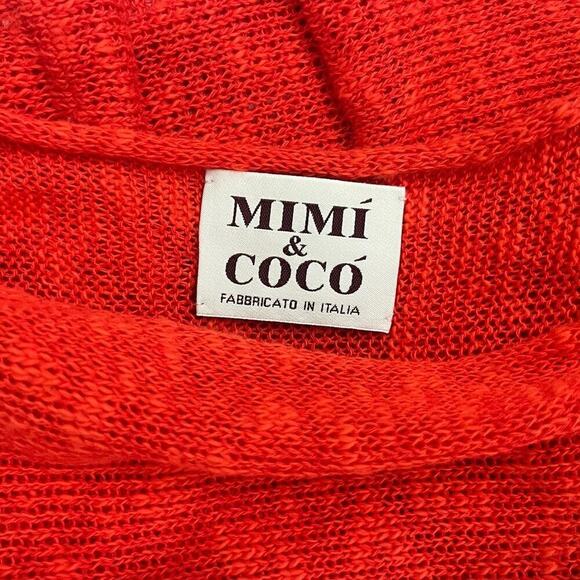 MIMÍ
&
COCÓ
FABBRICATO IN ITALIA